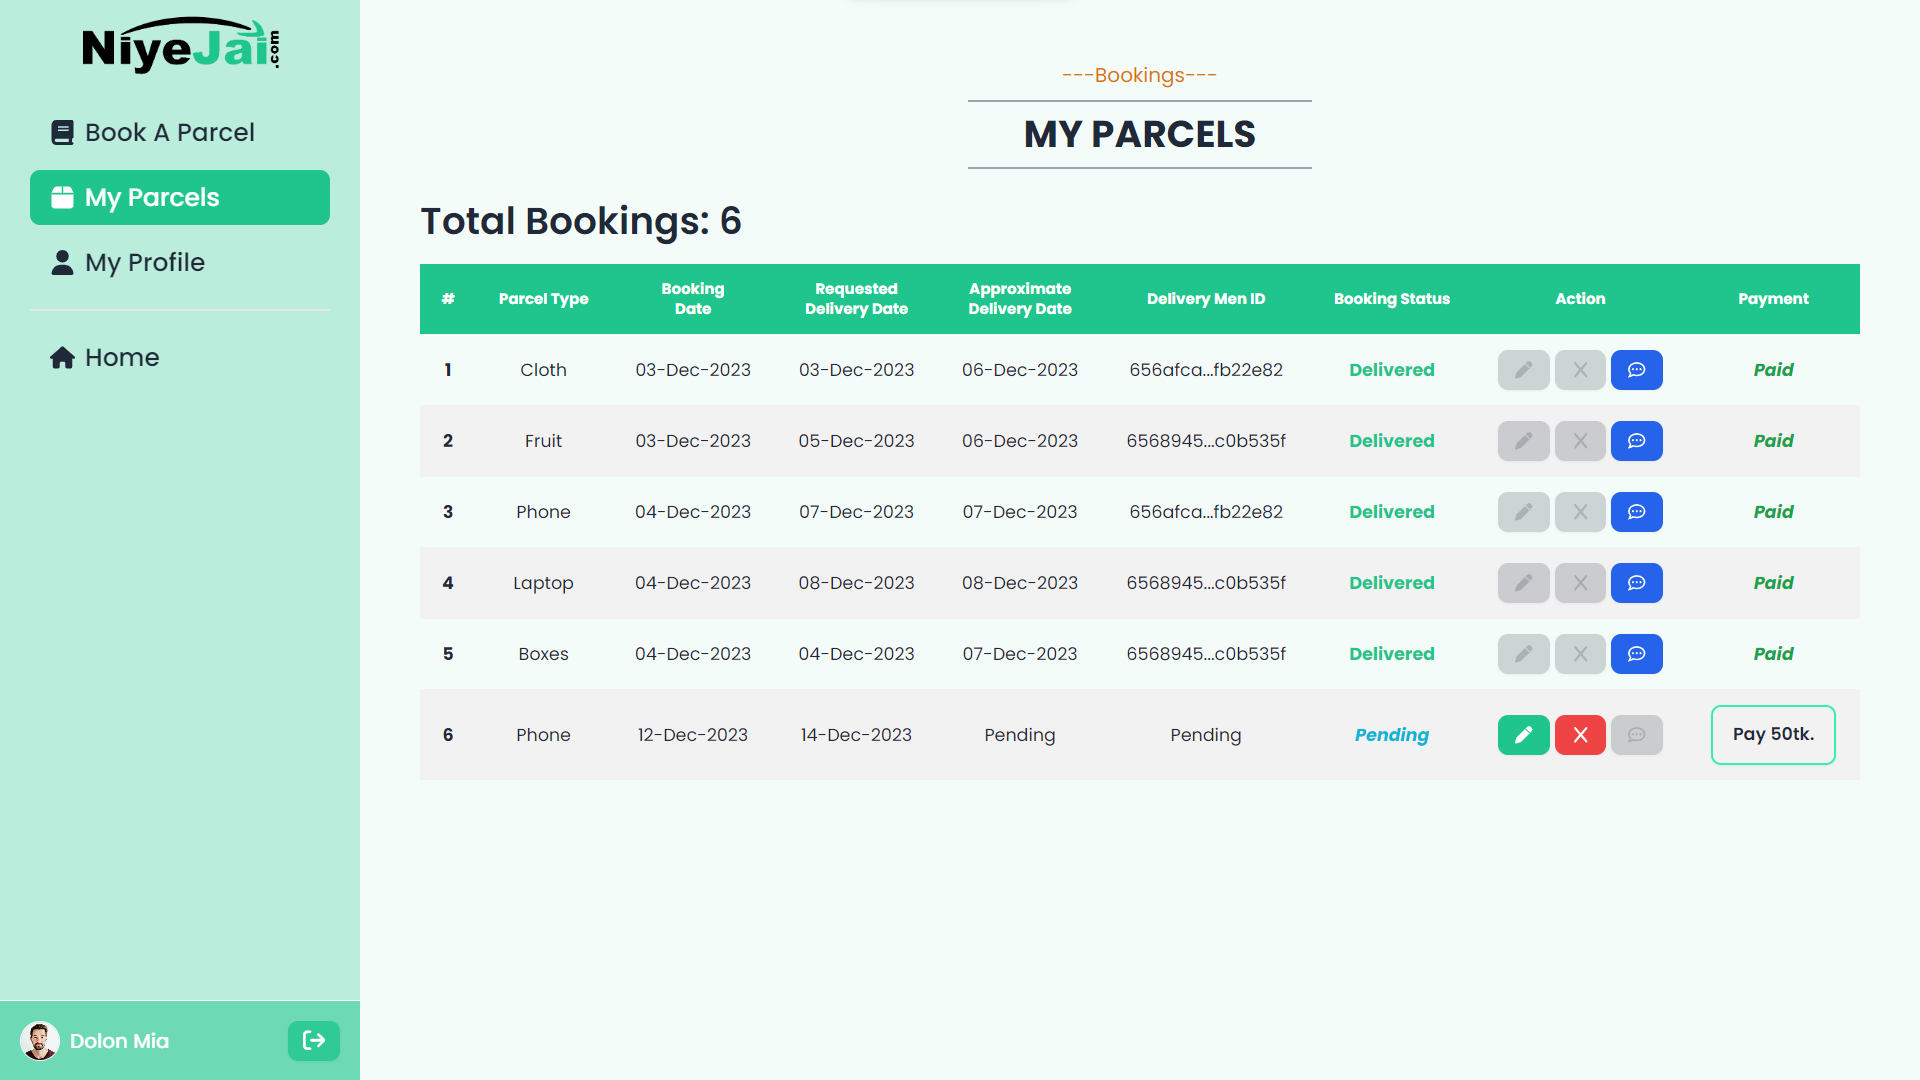 NiyeJai.com
Book A Parcel
My Parcels
My Profile
Home
Dolon Mia
---Bookings---
MY PARCELS
Total Bookings: 6
# Parcel Type Booking Date Requested Delivery Date Approximate Delivery Date Delivery Men ID Booking Status Action Payment
1 Cloth 03-Dec-2023 03-Dec-2023 06-Dec-2023 656afca...fb22e82 Delivered Paid
2 Fruit 03-Dec-2023 05-Dec-2023 06-Dec-2023 6568945...c0b535f Delivered Paid
3 Phone 04-Dec-2023 07-Dec-2023 07-Dec-2023 656afca...fb22e82 Delivered Paid
4 Laptop 04-Dec-2023 08-Dec-2023 08-Dec-2023 6568945...c0b535f Delivered Paid
5 Boxes 04-Dec-2023 04-Dec-2023 07-Dec-2023 6568945...c0b535f Delivered Paid
6 Phone 12-Dec-2023 14-Dec-2023 Pending Pending Pending Pay 50tk.